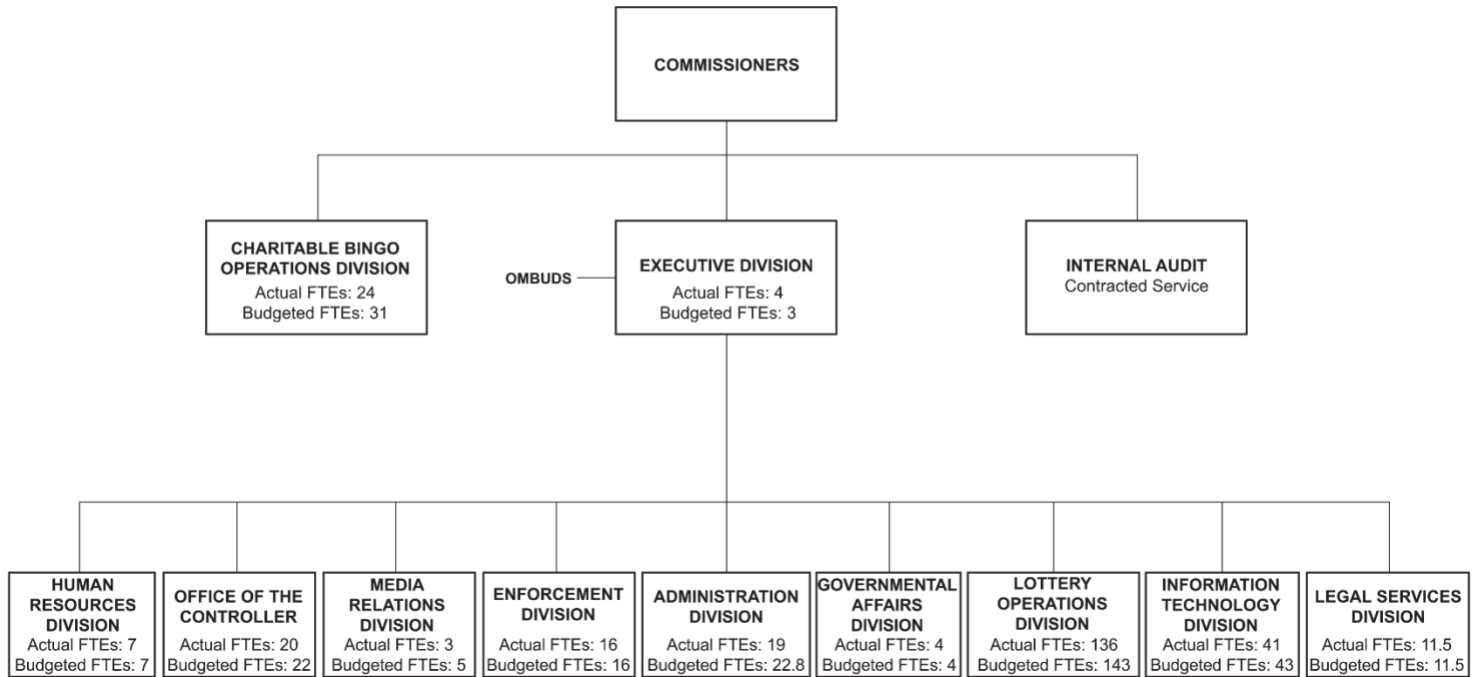 COMMISSIONERS
CHARITABLE BINGO
OPERATIONS DIVISION
Actual FTEs: 24
Budgeted FTEs: 31
OMBUDS
EXECUTIVE DIVISION
Actual FTEs: 4
Budgeted FTEs: 3
INTERNAL AUDIT
Contracted Service
HUMAN
RESOURCES
DIVISION
Actual FTEs: 7
Budgeted FTEs: 7
OFFICE OF THE
CONTROLLER
Actual FTEs: 20
Budgeted FTEs: 22
MEDIA
RELATIONS
DIVISION
Actual FTEs: 3
Budgeted FTEs: 5
ENFORCEMENT
DIVISION
Actual FTEs: 16
Budgeted FTEs: 16
ADMINISTRATION
DIVISION
Actual FTEs: 19
Budgeted FTEs: 22.8
GOVERNMENTAL
AFFAIRS
DIVISION
Actual FTEs: 4
Budgeted FTEs: 4
LOTTERY
OPERATIONS
DIVISION
Actual FTEs: 136
Budgeted FTEs: 143
INFORMATION
TECHNOLOGY
DIVISION
Actual FTEs: 41
Budgeted FTEs: 43
LEGAL SERVICES
DIVISION
Actual FTEs: 11.5
Budgeted FTEs: 11.5